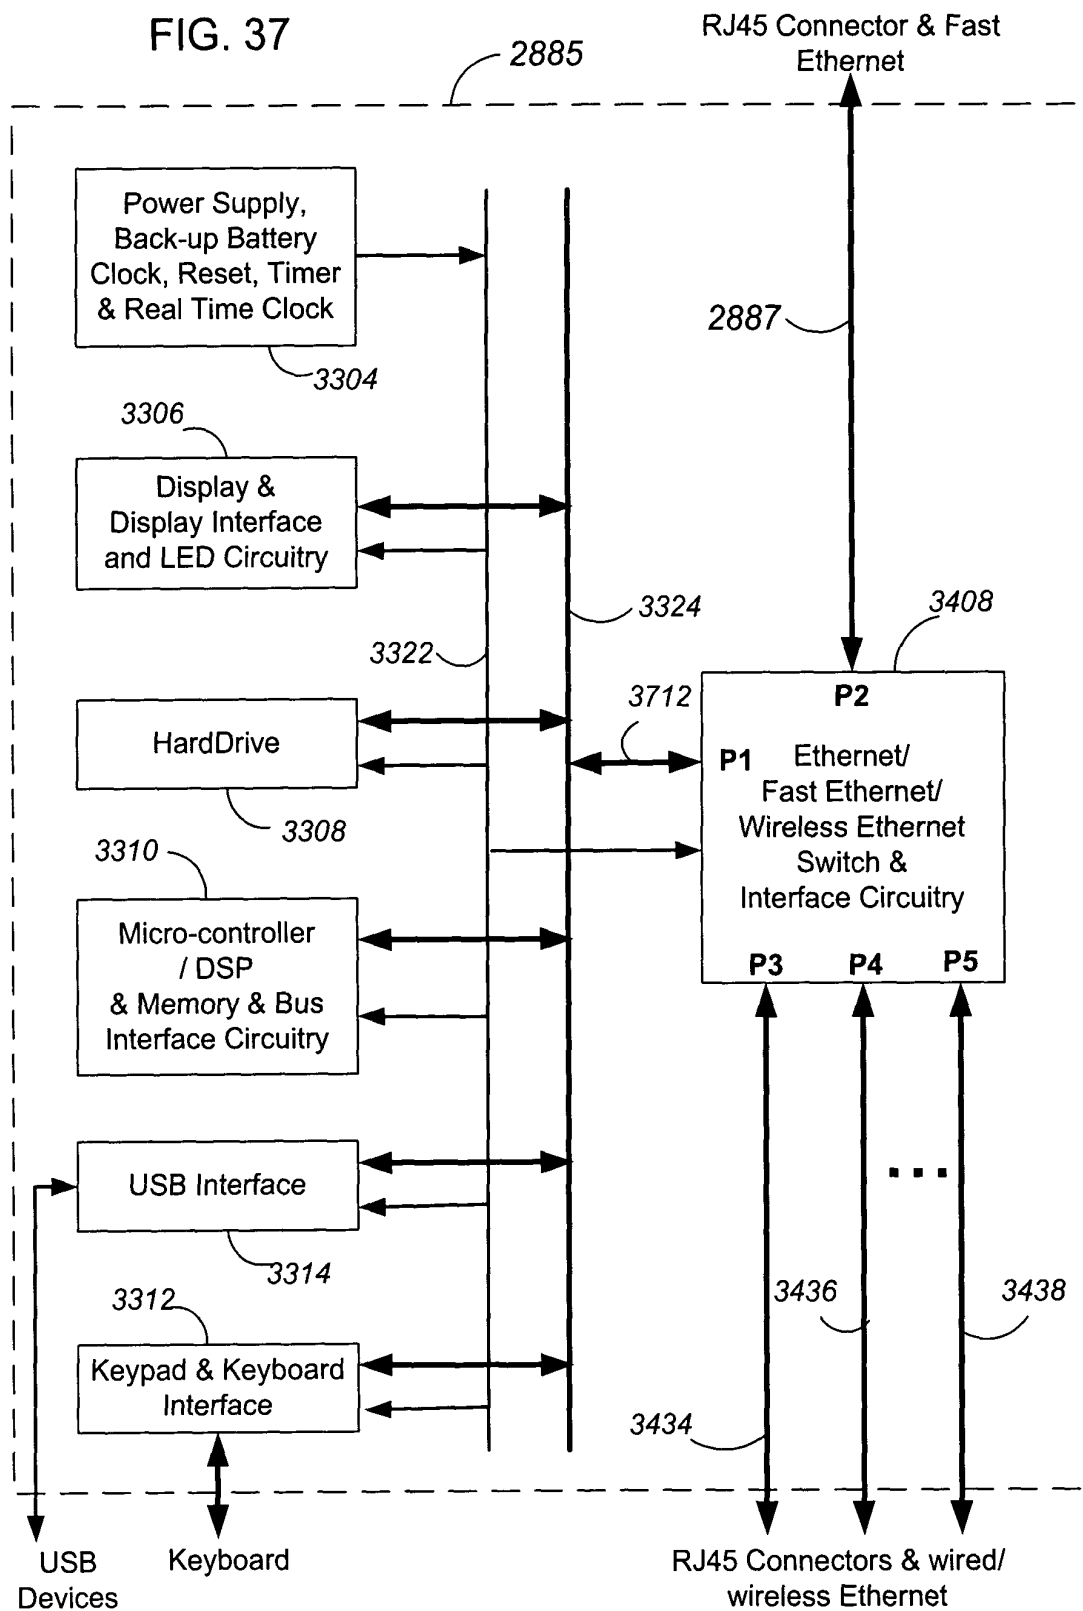 FIG. 37
RJ45 Connector & Fast
Ethernet
2885
Power Supply,
Back-up Battery
Clock, Reset, Timer
& Real Time Clock
2887
3304
3306
Display &
Display Interface
and LED Circuitry
3324
3408
3322
3712
P2
HardDrive
P1
Ethernet/
Fast Ethernet/
Wireless Ethernet
Switch &
Interface Circuitry
3308
3310
Micro-controller
/ DSP
& Memory & Bus
Interface Circuitry
P3
P4
P5
USB Interface
...
3314
3312
3436
3438
Keypad & Keyboard
Interface
3434
USB
Devices
Keyboard
RJ45 Connectors & wired/
wireless Ethernet